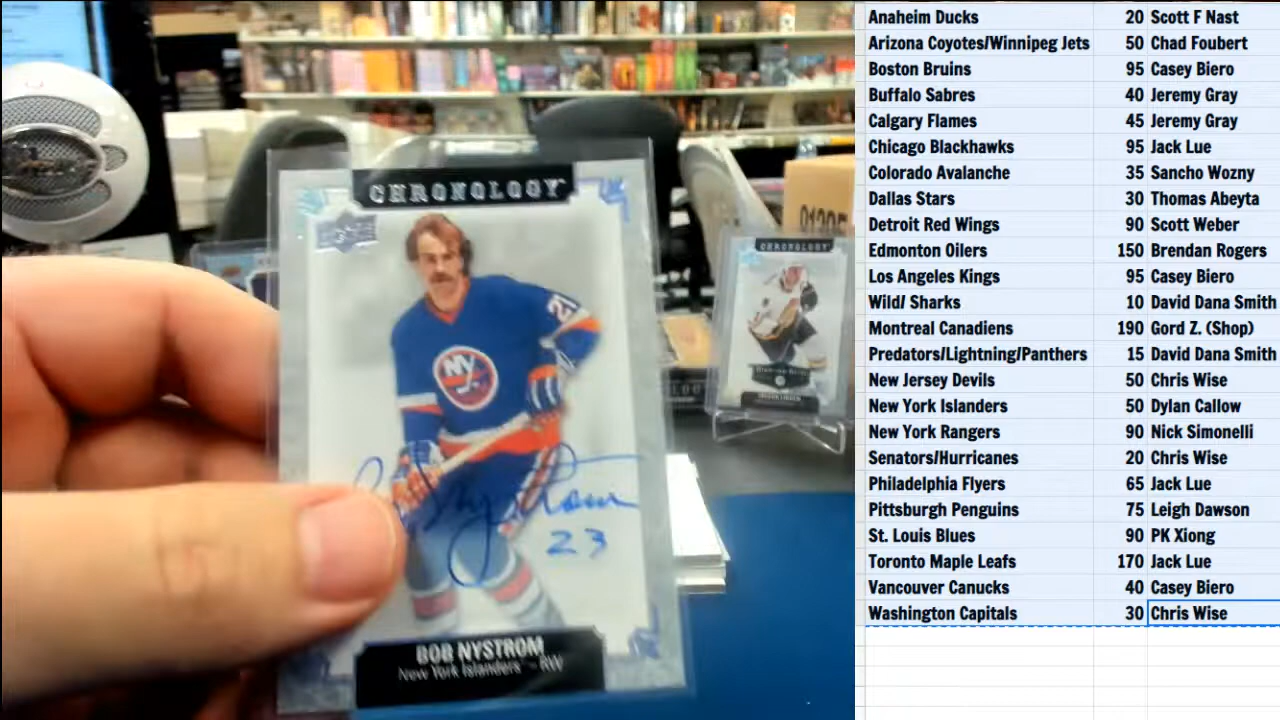 CHRONOLOGY
NY
Nystrom
23
BOB NYSTROM
New York Islanders - RW
CHRONOLOGY
Anaheim Ducks 20 Scott F Nast
Arizona Coyotes/Winnipeg Jets 50 Chad Foubert
Boston Bruins 95 Casey Biero
Buffalo Sabres 40 Jeremy Gray
Calgary Flames 45 Jeremy Gray
Chicago Blackhawks 95 Jack Lue
Colorado Avalanche 35 Sancho Wozny
Dallas Stars 30 Thomas Abeyta
Detroit Red Wings 90 Scott Weber
Edmonton Oilers 150 Brendan Rogers
Los Angeles Kings 95 Casey Biero
Wild/ Sharks 10 David Dana Smith
Montreal Canadiens 190 Gord Z. (Shop)
Predators/Lightning/Panthers 15 David Dana Smith
New Jersey Devils 50 Chris Wise
New York Islanders 50 Dylan Callow
New York Rangers 90 Nick Simonelli
Senators/Hurricanes 20 Chris Wise
Philadelphia Flyers 65 Jack Lue
Pittsburgh Penguins 75 Leigh Dawson
St. Louis Blues 90 PK Xiong
Toronto Maple Leafs 170 Jack Lue
Vancouver Canucks 40 Casey Biero
Washington Capitals 30 Chris Wise